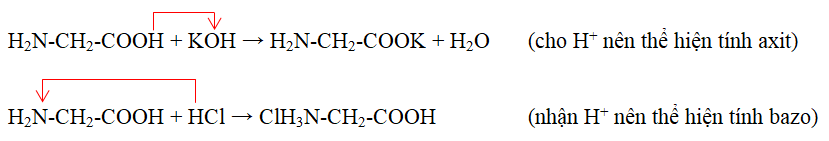 H₂N-CH₂-COOH + KOH → H₂N-CH₂-COOK + H₂O (cho H⁺ nên thể hiện tính axit)
H₂N-CH₂-COOH + HCl → ClH₃N-CH₂-COOH (nhận H⁺ nên thể hiện tính bazo)